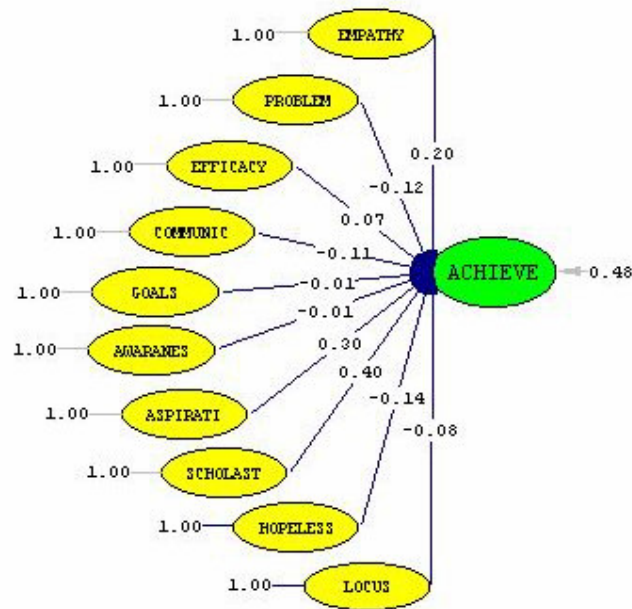 1.00 EMPATHY
1.00 PROBLEM
0.20
1.00 EFFICACY
-0.12
0.07
1.00 COMMUNIC
-0.11
ACHIEVE 0.48
1.00 GOALS
-0.01
-0.01
1.00 AWARANES
0.30
0.40
-0.14
1.00 ASPIRATI
-0.08
1.00 SCHOLAST
1.00 HOPELESS
1.00 LOCUS